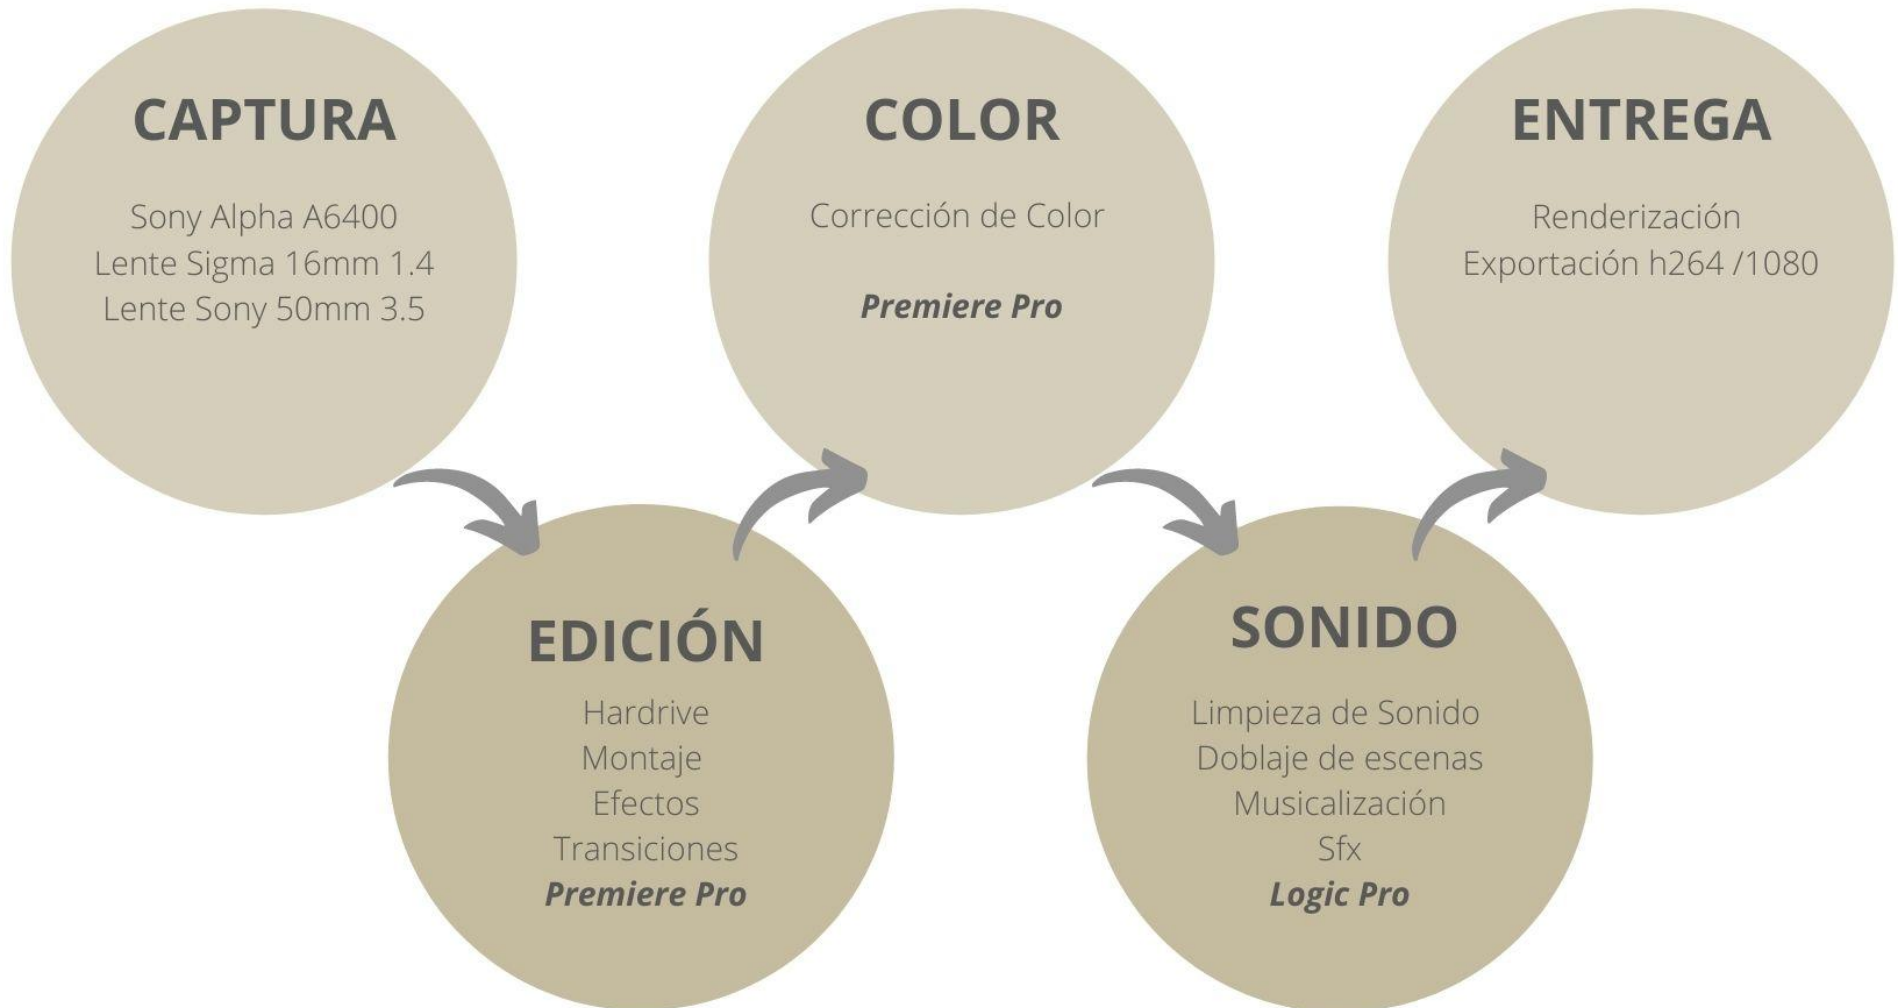 CAPTURA
Sony Alpha A6400
Lente Sigma 16mm 1.4
Lente Sony 50mm 3.5
EDICIÓN
Hardrive
Montaje
Efectos
Transiciones
Premiere Pro
COLOR
Corrección de Color
Premiere Pro
SONIDO
Limpieza de Sonido
Doblaje de escenas
Musicalización
Sfx
Logic Pro
ENTREGA
Renderización
Exportación h264 /1080